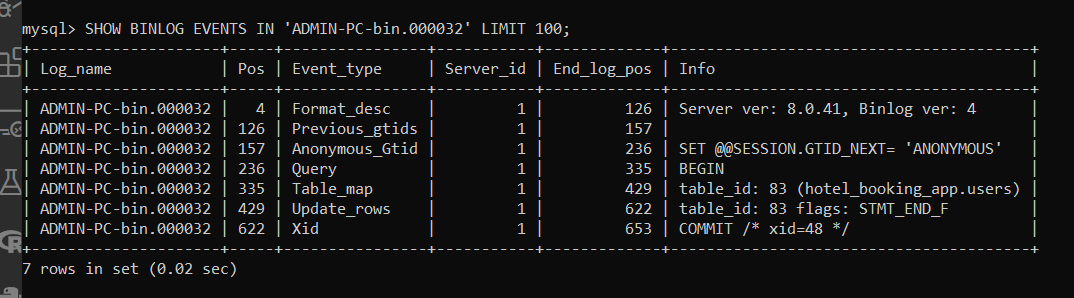 mysql> SHOW BINLOG EVENTS IN 'ADMIN-PC-bin.000032' LIMIT 100;
+---------------------+-----+----------------+-----------+-------------+--------------------------------------+
| Log_name            | Pos | Event_type     | Server_id | End_log_pos | Info                                 |
+---------------------+-----+----------------+-----------+-------------+--------------------------------------+
| ADMIN-PC-bin.000032 |   4 | Format_desc    |         1 |         126 | Server ver: 8.0.41, Binlog ver: 4    |
| ADMIN-PC-bin.000032 | 126 | Previous_gtids |         1 |         157 |                                      |
| ADMIN-PC-bin.000032 | 157 | Anonymous_Gtid |         1 |         236 | SET @@SESSION.GTID_NEXT= 'ANONYMOUS' |
| ADMIN-PC-bin.000032 | 236 | Query          |         1 |         335 | BEGIN                                |
| ADMIN-PC-bin.000032 | 335 | Table_map      |         1 |         429 | table_id: 83 (hotel_booking_app.users) |
| ADMIN-PC-bin.000032 | 429 | Update_rows    |         1 |         622 | table_id: 83 flags: STMT_END_F       |
| ADMIN-PC-bin.000032 | 622 | Xid            |         1 |         653 | COMMIT /* xid=48 */                  |
+---------------------+-----+----------------+-----------+-------------+--------------------------------------+
7 rows in set (0.02 sec)